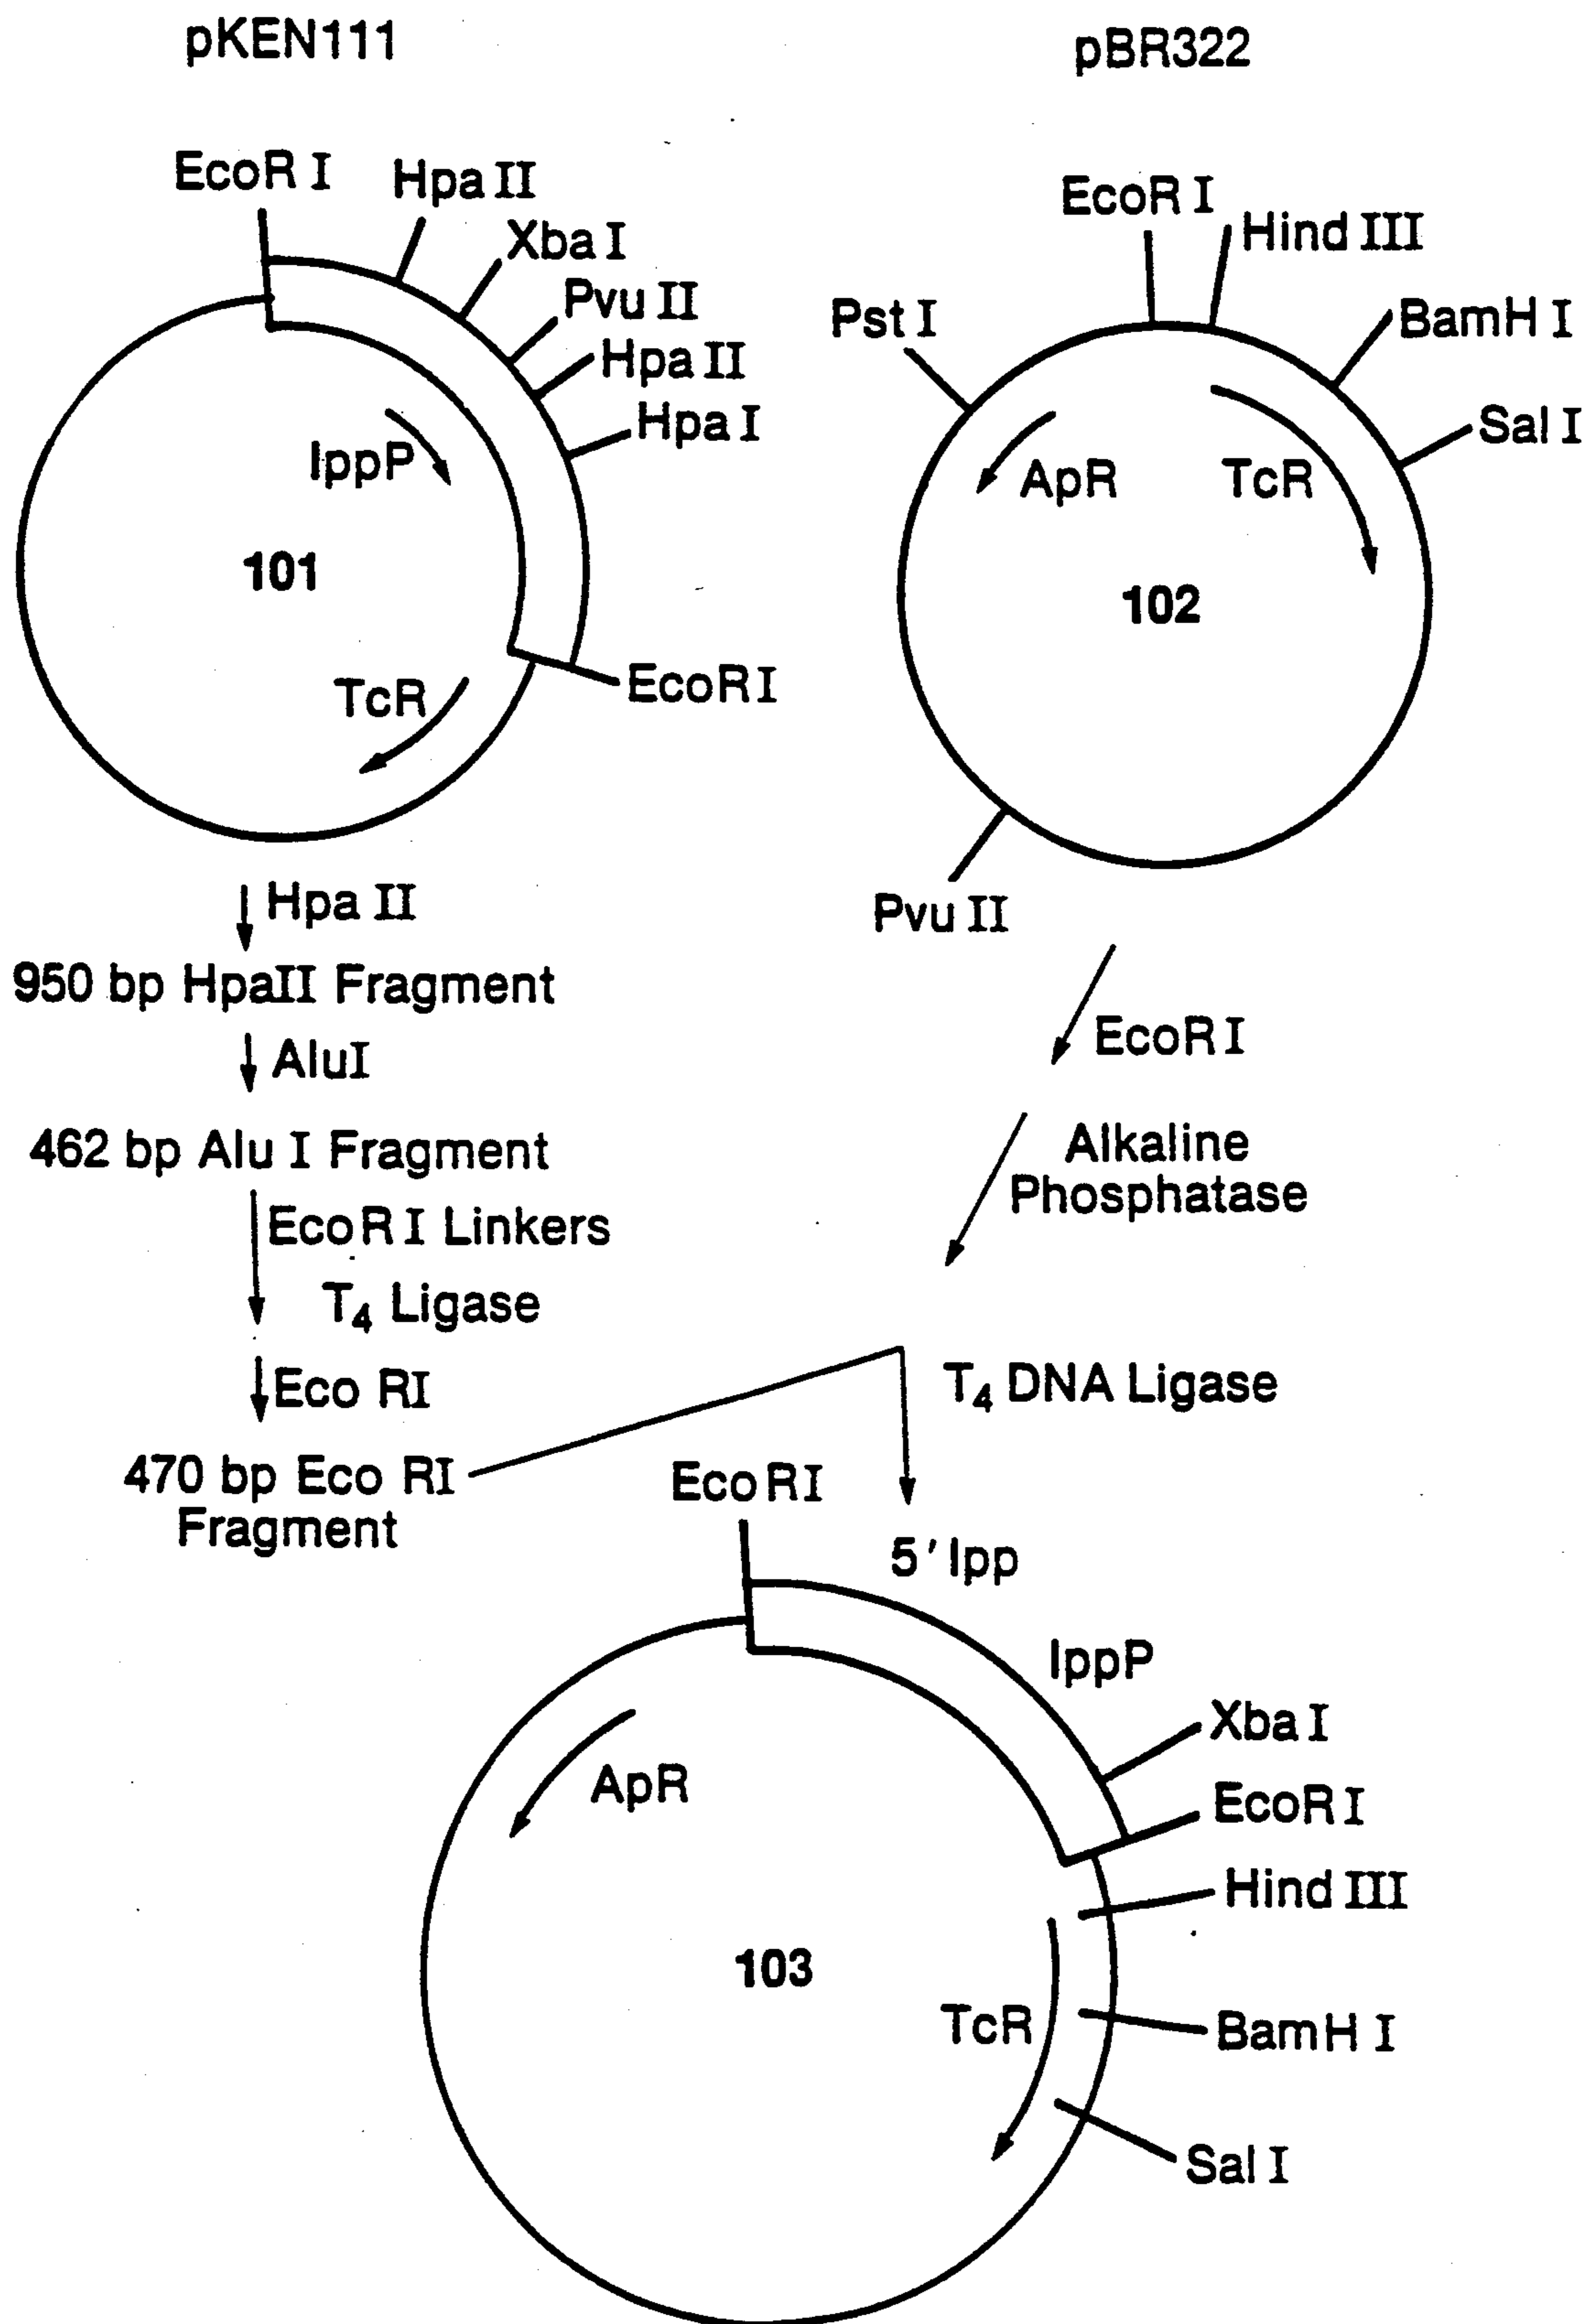 pKEN111
pBR322
EcoR I
Hpa II
Xba I
Pvu II
Hpa II
Hpa I
lppP
101
TcR
EcoR I
EcoR I
Hind III
Pst I
BamH I
Sal I
ApR
TcR
102
Pvu II
Hpa II
950 bp HpaII Fragment
AluI
462 bp Alu I Fragment
EcoR I Linkers
T4 Ligase
Eco RI
470 bp Eco RI
Fragment
EcoR I
Alkaline
Phosphatase
T4 DNA Ligase
Eco RI
5' lpp
lppP
Xba I
EcoR I
Hind III
ApR
103
TcR
BamH I
Sal I